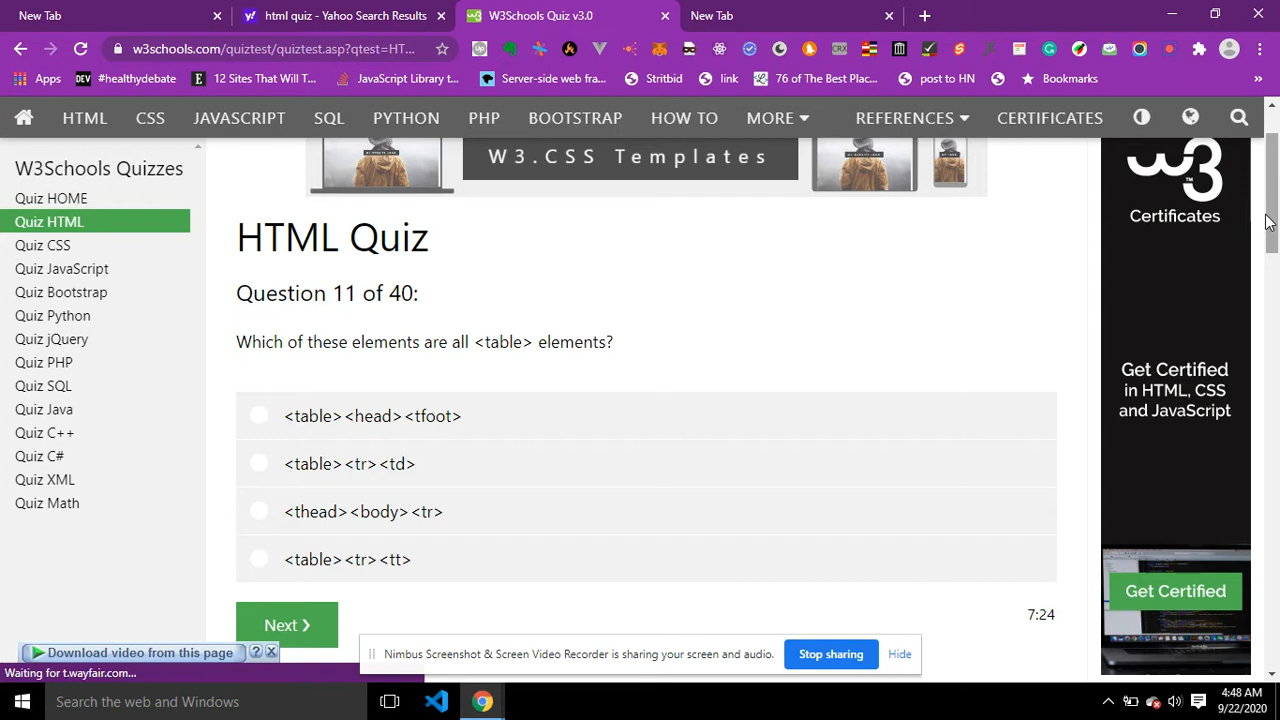 New Tab
html quiz - Yahoo Search Results
W3Schools Quiz v3.0
New Tab
w3schools.com/quiztest/quiztest.asp?qtest=HT...
Apps
DEV
#healthydebate
E
12 Sites That Will T...
JavaScript Library t...
Server-side web fra...
Stribtid
link
76 of The Best Plac...
post to HN
Bookmarks
»
HTML
CSS
JAVASCRIPT
SQL
PYTHON
PHP
BOOTSTRAP
HOW TO
MORE
REFERENCES
CERTIFICATES
W3Schools Quizzes
Quiz HOME
Quiz HTML
Quiz CSS
Quiz JavaScript
Quiz Bootstrap
Quiz Python
Quiz jQuery
Quiz PHP
Quiz SQL
Quiz Java
Quiz C++
Quiz C#
Quiz XML
Quiz Math
W3.CSS Templates
HTML Quiz
Question 11 of 40:
Which of these elements are all <table> elements?
<table><head><tfoot>
<table><tr><td>
<thead><body><tr>
<table><tr><tt>
Next ❯
7:24
w3
™
Certificates
Get Certified
in HTML, CSS
and JavaScript
Get Certified
Download video from this page
Nimbus Screenshot & Screen Video Recorder is sharing your screen and audio.
Stop sharing
Hide
Waiting for t.wayfair.com...
Search the web and Windows
4:48 AM
9/22/2020